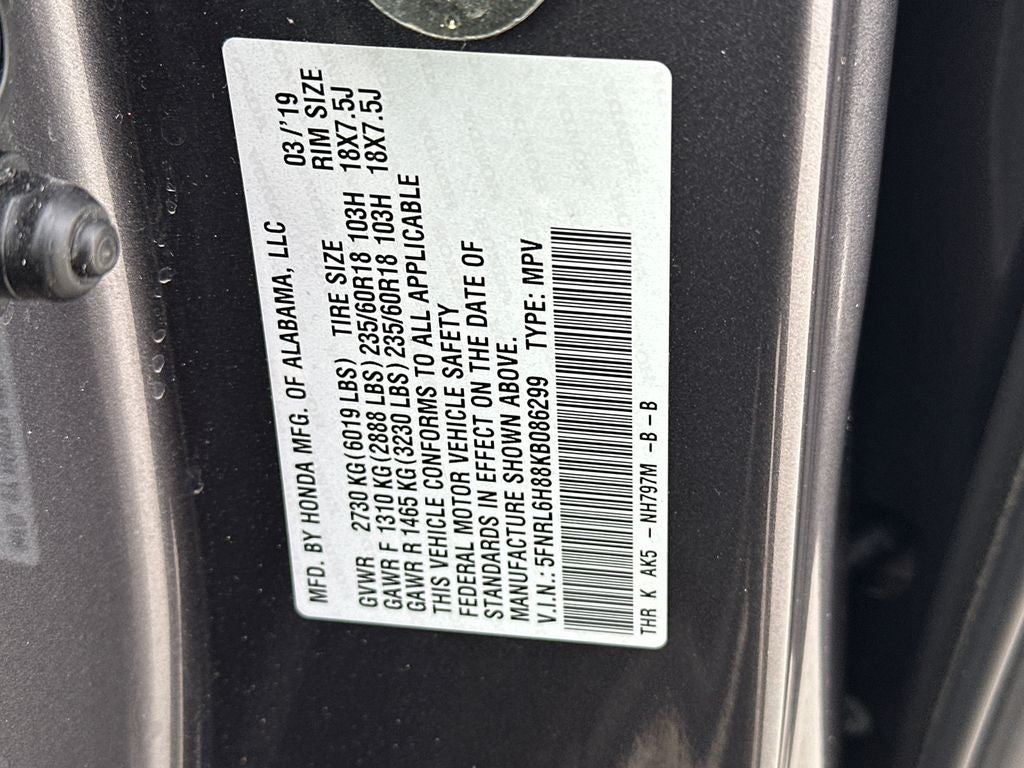 MFD. BY HONDA MFG. OF ALABAMA, LLC 03/'19
GVWR 2730 KG (6019 LBS) TIRE SIZE RIM SIZE
GAWR F 1310 KG (2888 LBS) 235/60R18 103H 18X7.5J
GAWR R 1465 KG (3230 LBS) 235/60R18 103H 18X7.5J
THIS VEHICLE CONFORMS TO ALL APPLICABLE
FEDERAL MOTOR VEHICLE SAFETY
STANDARDS IN EFFECT ON THE DATE OF
MANUFACTURE SHOWN ABOVE.
V.I.N.: 5FNRL6H88KB086299 TYPE: MPV
THR K AK5 -NH797M -B -B